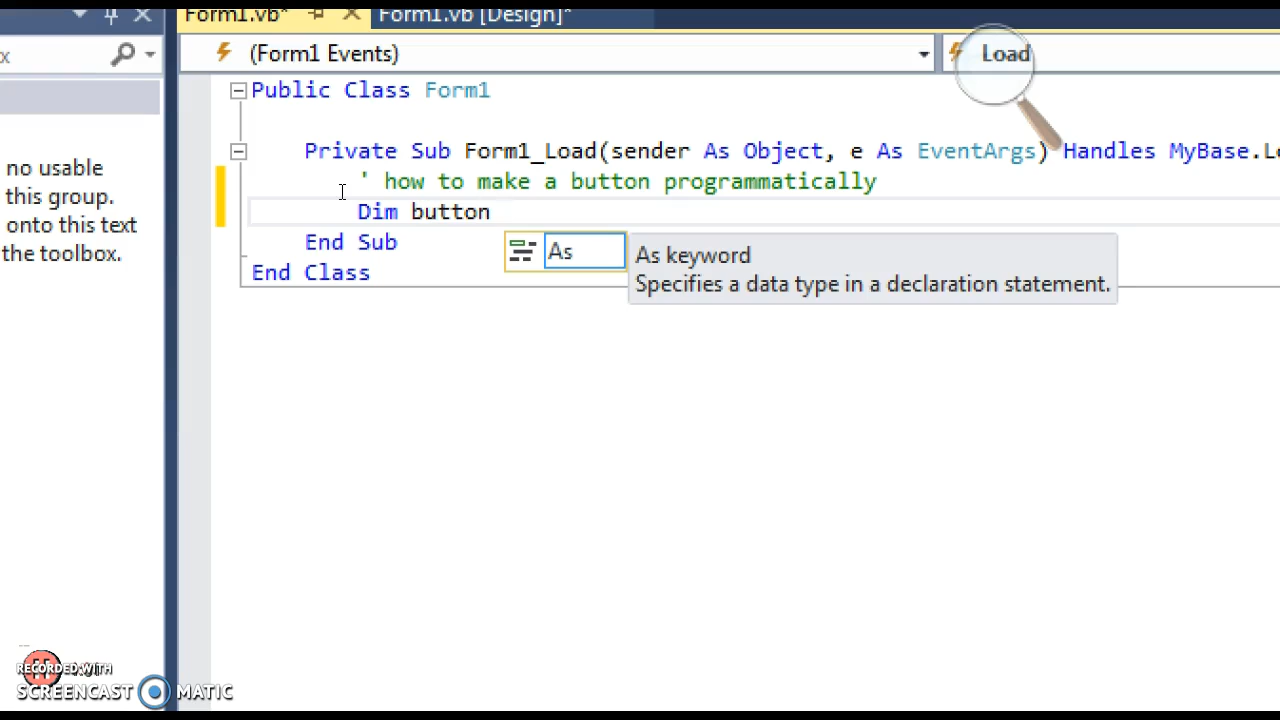 Form1.vb*
Form1.vb [Design]*
x
(Form1 Events)
Load
Public Class Form1
Private Sub Form1_Load(sender As Object, e As EventArgs) Handles MyBase.Lo
' how to make a button programmatically
Dim button
As
As keyword
Specifies a data type in a declaration statement.
End Sub
End Class
no usable
this group.
onto this text
the toolbox.
RECORDED WITH
SCREENCAST MATIC